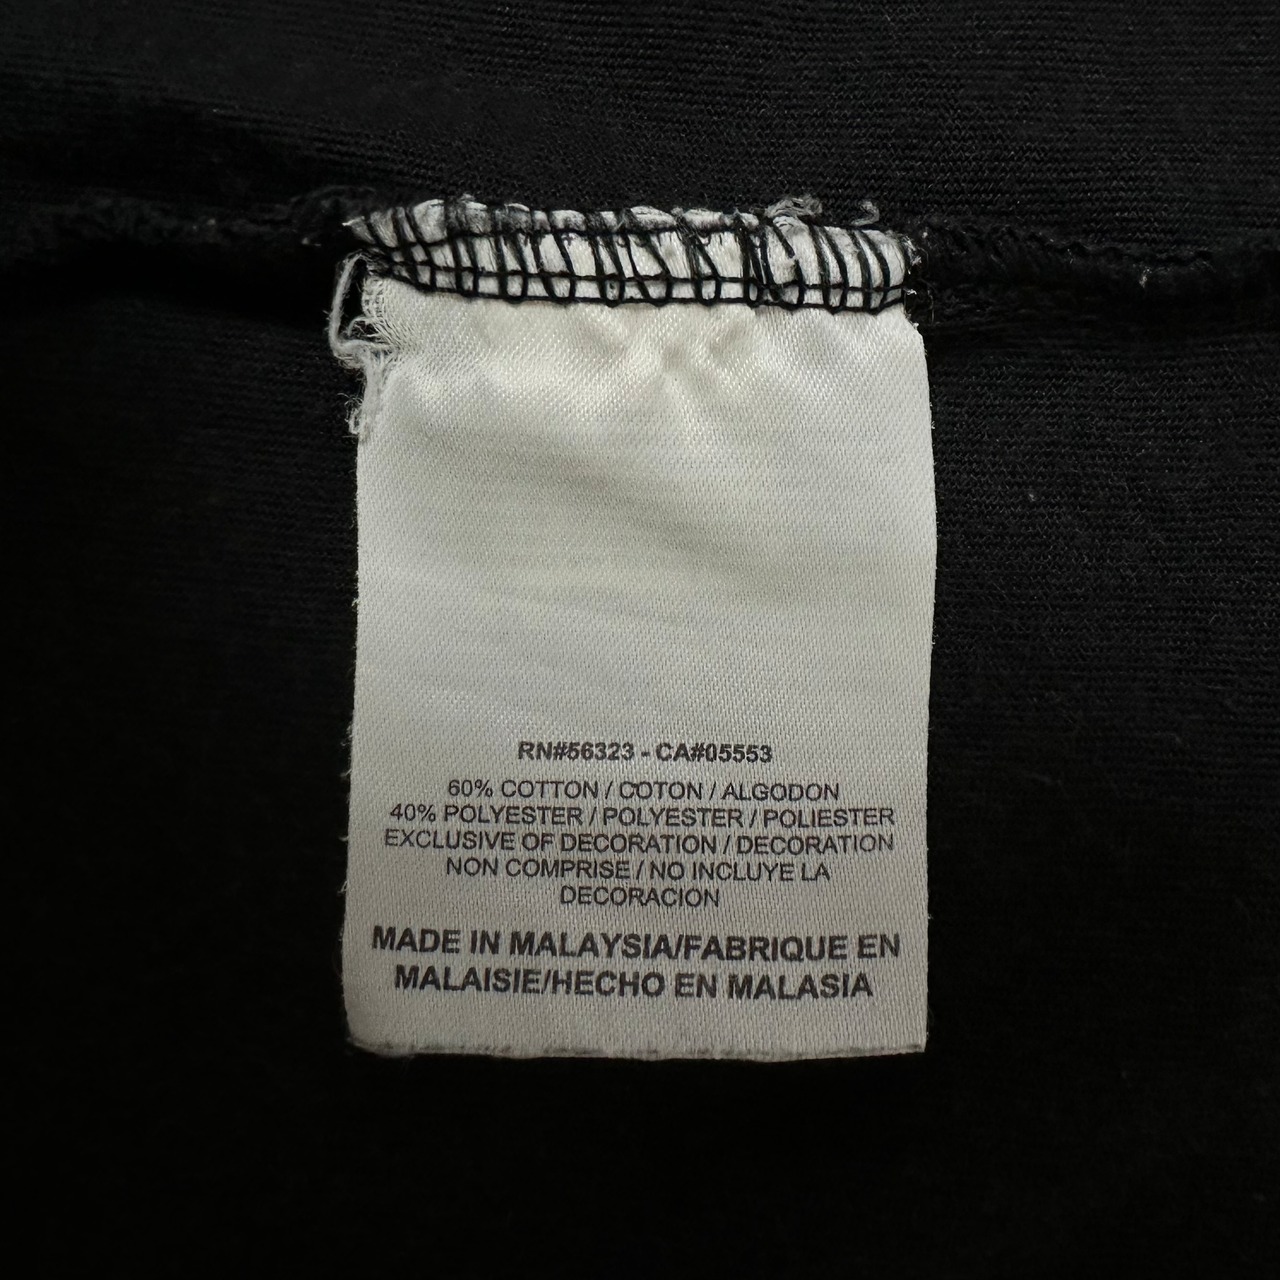 RN#56323 - CA#05553
60% COTTON / COTON / ALGODON
40% POLYESTER / POLYESTER / POLIESTER
EXCLUSIVE OF DECORATION / DECORATION
NON COMPRISE / NO INCLUYE LA
DECORACION
MADE IN MALAYSIA/FABRIQUE EN
MALAISIE/HECHO EN MALASIA